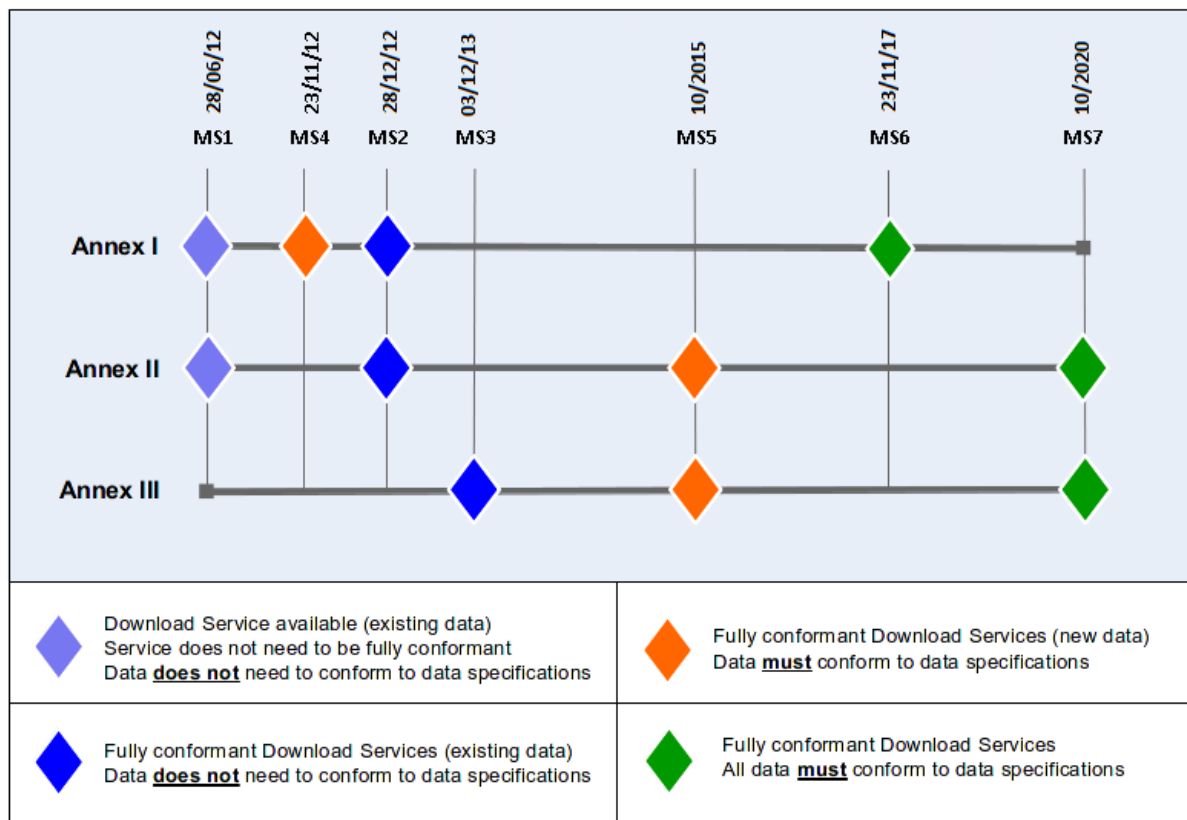 28/06/12
23/11/12
28/12/12
03/12/13
10/2015
23/11/17
10/2020
MS1
MS4
MS2
MS3
MS5
MS6
MS7
Annex I
Annex II
Annex III
Download Service available (existing data)
Service does not need to be fully conformant
Data does not need to conform to data specifications
Fully conformant Download Services (new data)
Data must conform to data specifications
Fully conformant Download Services (existing data)
Data does not need to conform to data specifications
Fully conformant Download Services
All data must conform to data specifications